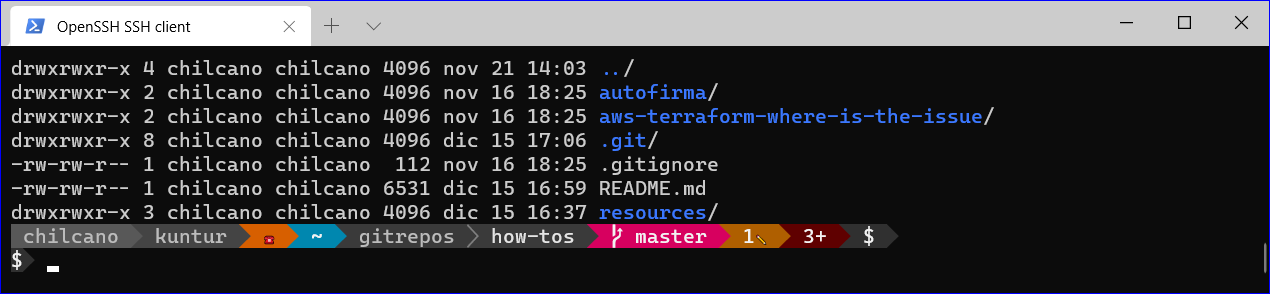 OpenSSH SSH client
drwxrwxr-x 4 chilcano chilcano 4096 nov 21 14:03 ../
drwxrwxr-x 2 chilcano chilcano 4096 nov 16 18:25 autofirma/
drwxrwxr-x 2 chilcano chilcano 4096 nov 16 18:25 aws-terraform-where-is-the-issue/
drwxrwxr-x 8 chilcano chilcano 4096 dic 15 17:06 .git/
-rw-rw-r-- 1 chilcano chilcano  112 nov 16 18:25 .gitignore
-rw-rw-r-- 1 chilcano chilcano 6531 dic 15 16:59 README.md
drwxrwxr-x 3 chilcano chilcano 4096 dic 15 16:37 resources/
chilcano kuntur ☎ ~ gitrepos how-tos master 1✎ 3+ $
$